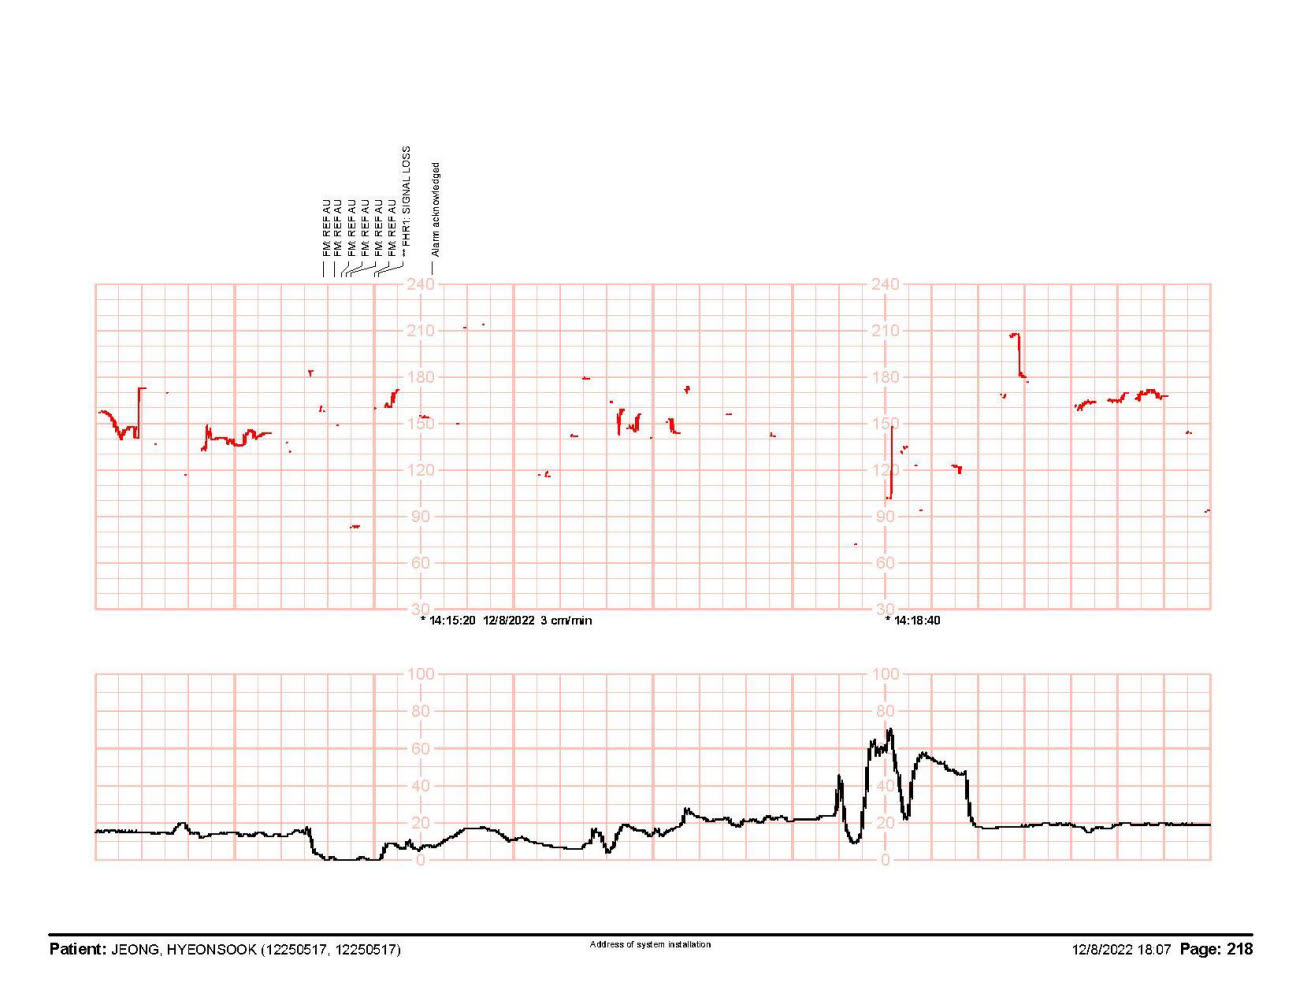 FM: REF AU
FM: REF AU
FM: REF AU
FM: REF AU
FM: REF AU
FM: REF AU
** FHR1: SIGNAL LOSS
Alarm acknowledged
240 240
210 210
180 180
150 150
120 120
90 90
60 60
30 30
* 14:15:20 12/8/2022 3 cm/min * 14:18:40
100 100
80 80
60 60
40 40
20 20
0 0
Patient: JEONG, HYEONSOOK (12250517, 12250517) Address of system installation 12/8/2022 18:07 Page: 218